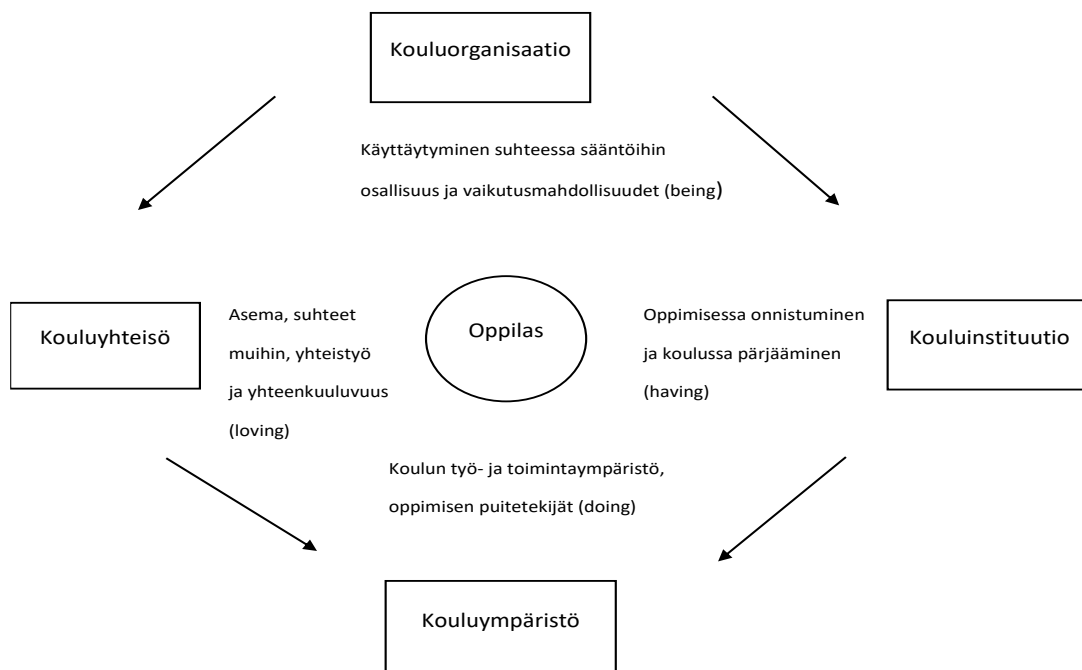 Kouluorganisaatio
Käyttäytyminen suhteessa sääntöihin
osallisuus ja vaikutusmahdollisuudet (being)
Kouluyhteisö
Asema, suhteet
muihin, yhteistyö
ja yhteenkuuluvuus
(loving)
Oppilas
Oppimisessa onnistuminen
ja koulussa pärjääminen
(having)
Kouluinstituutio
Koulun työ- ja toimintaympäristö,
oppimisen puitetekijät (doing)
Kouluympäristö